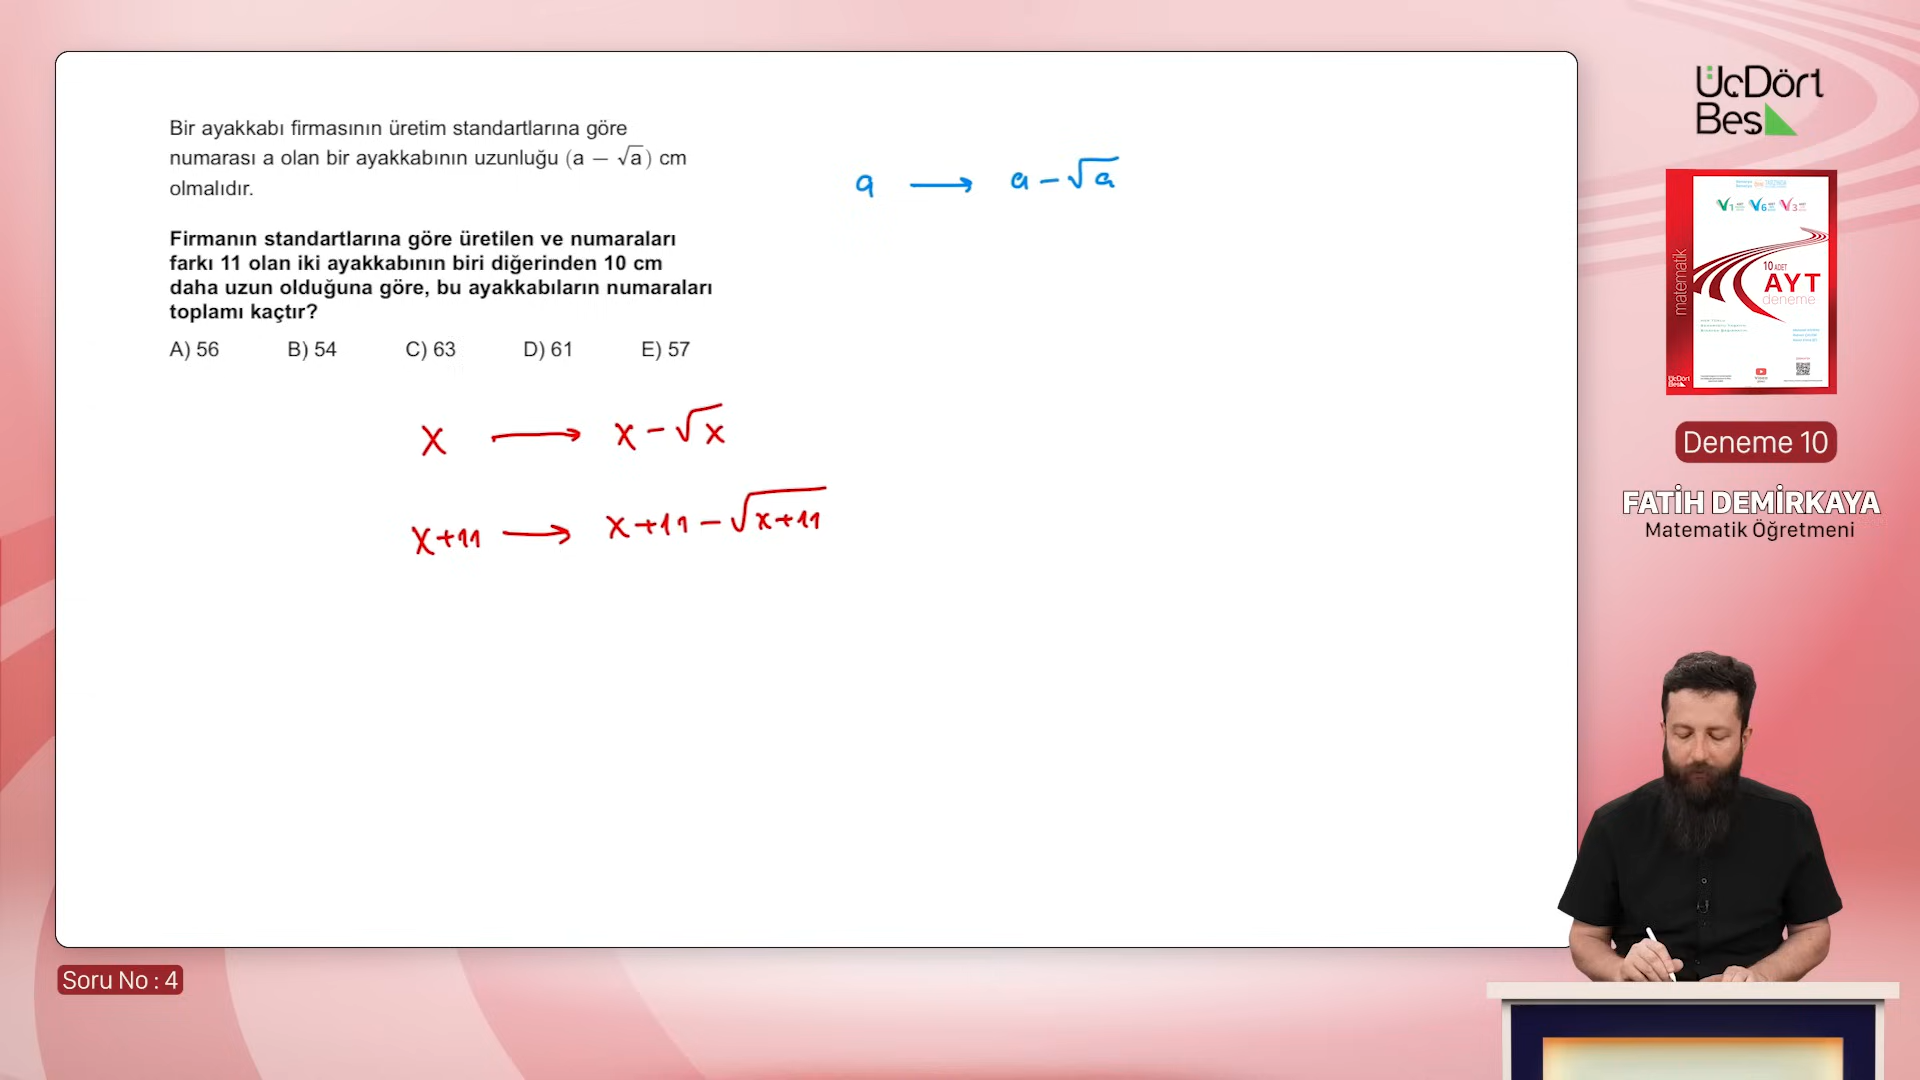 Bir ayakkabı firmasının üretim standartlarına göre
numarası a olan bir ayakkabının uzunluğu (a − √a) cm
olmalıdır.
Firmanın standartlarına göre üretilen ve numaraları
farkı 11 olan iki ayakkabının biri diğerinden 10 cm
daha uzun olduğuna göre, bu ayakkabıların numaraları
toplamı kaçtır?
A) 56 B) 54 C) 63 D) 61 E) 57
a → a − √a
x → x − √x
x+11 → x+11 − √x+11
ÜçDört
Beş
matematik
10 ADET
AYT
deneme
Deneme 10
FATİH DEMİRKAYA
Matematik Öğretmeni
Soru No : 4